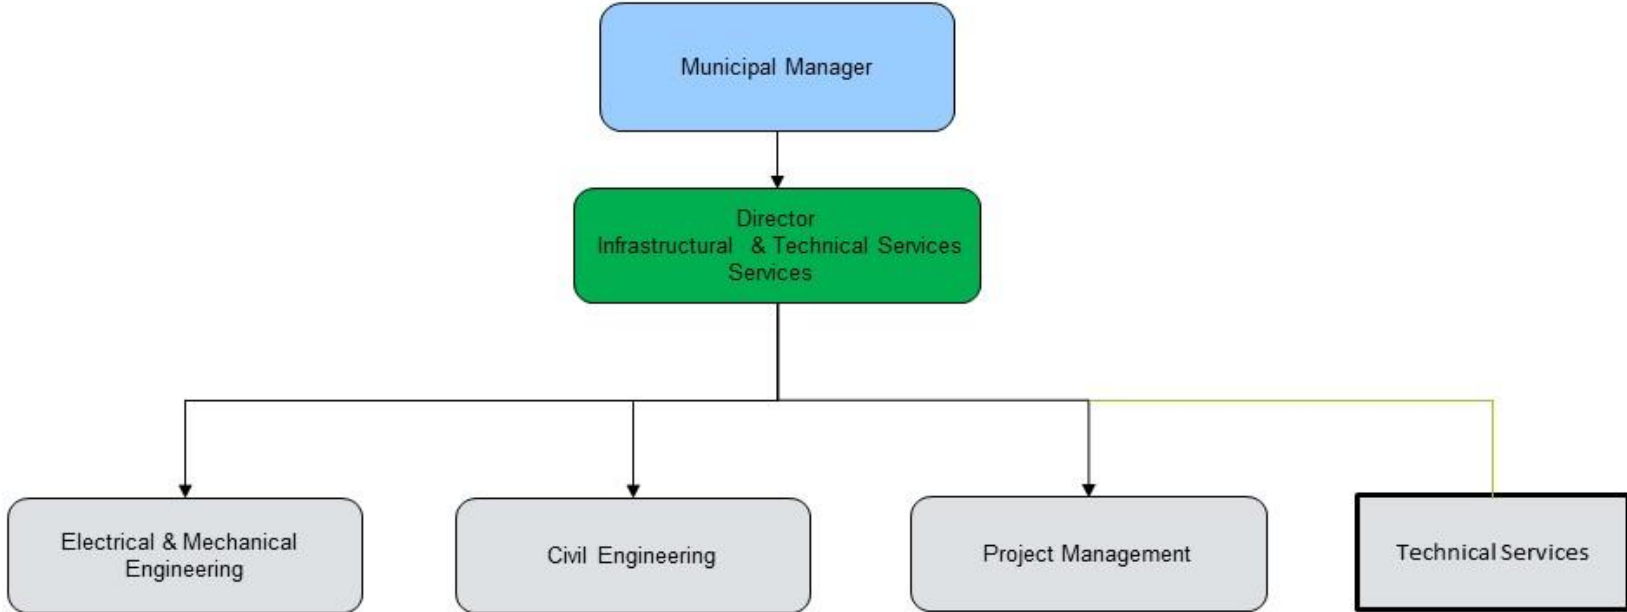 Municipal Manager
Director
Infrastructural & Technical Services
Services
Electrical & Mechanical
Engineering
Civil Engineering
Project Management
Technical Services